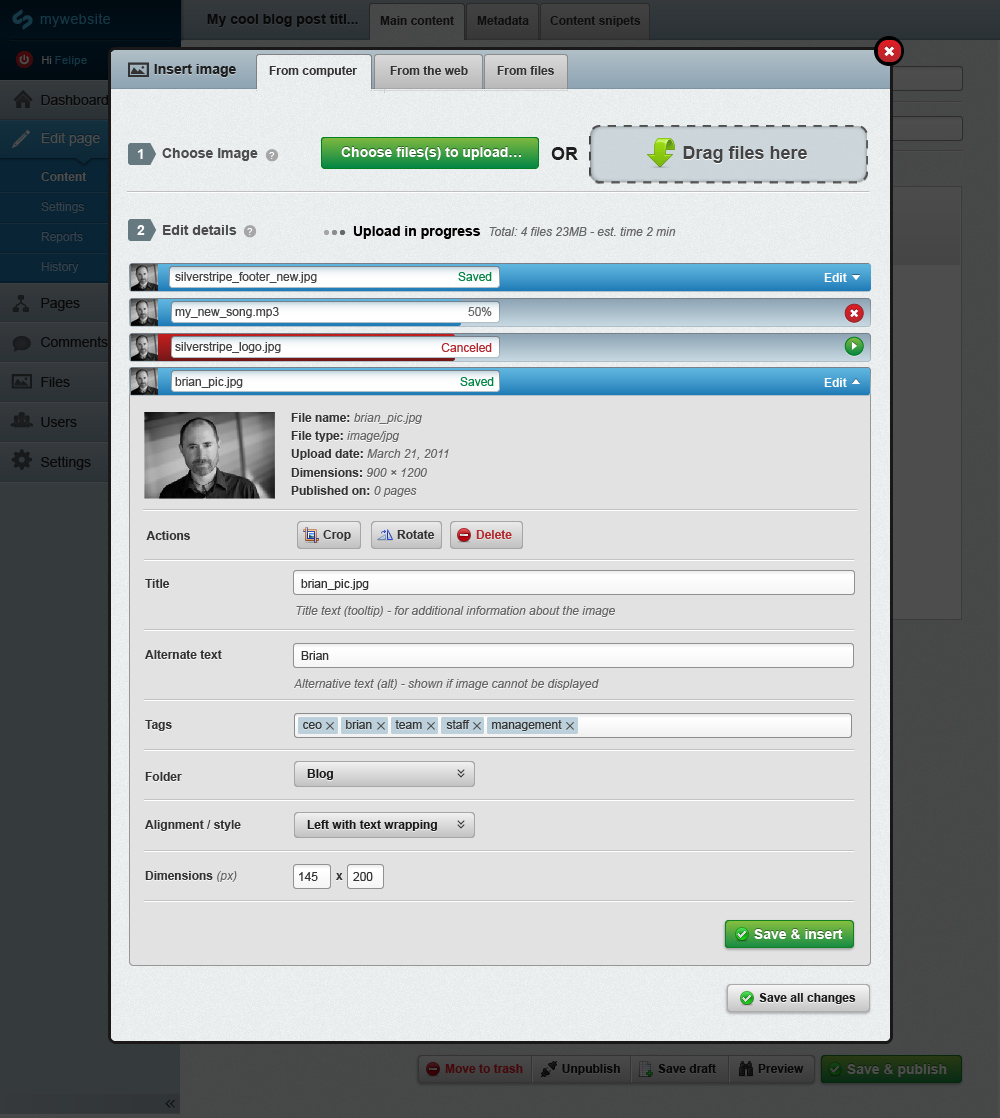 mywebsite
My cool blog post titl...
Main content
Metadata
Content snipets
Hi Felipe
Dashboard
Edit page
Content
Settings
Reports
History
Pages
Comments
Files
Users
Settings
Insert image
From computer
From the web
From files
1 Choose Image ?
Choose files(s) to upload...
OR
Drag files here
2 Edit details ?
Upload in progress Total: 4 files 23MB - est. time 2 min
silverstripe_footer_new.jpg Saved Edit
my_new_song.mp3 50%
silverstripe_logo.jpg Canceled
brian_pic.jpg Saved Edit
File name: brian_pic.jpg
File type: image/jpg
Upload date: March 21, 2011
Dimensions: 900 × 1200
Published on: 0 pages
Actions Crop Rotate Delete
Title brian_pic.jpg
Title text (tooltip) - for additional information about the image
Alternate text Brian
Alternative text (alt) - shown if image cannot be displayed
Tags ceo × brian × team × staff × management ×
Folder Blog
Alignment / style Left with text wrapping
Dimensions (px) 145 x 200
Save & insert
Save all changes
Move to trash
Unpublish
Save draft
Preview
Save & publish